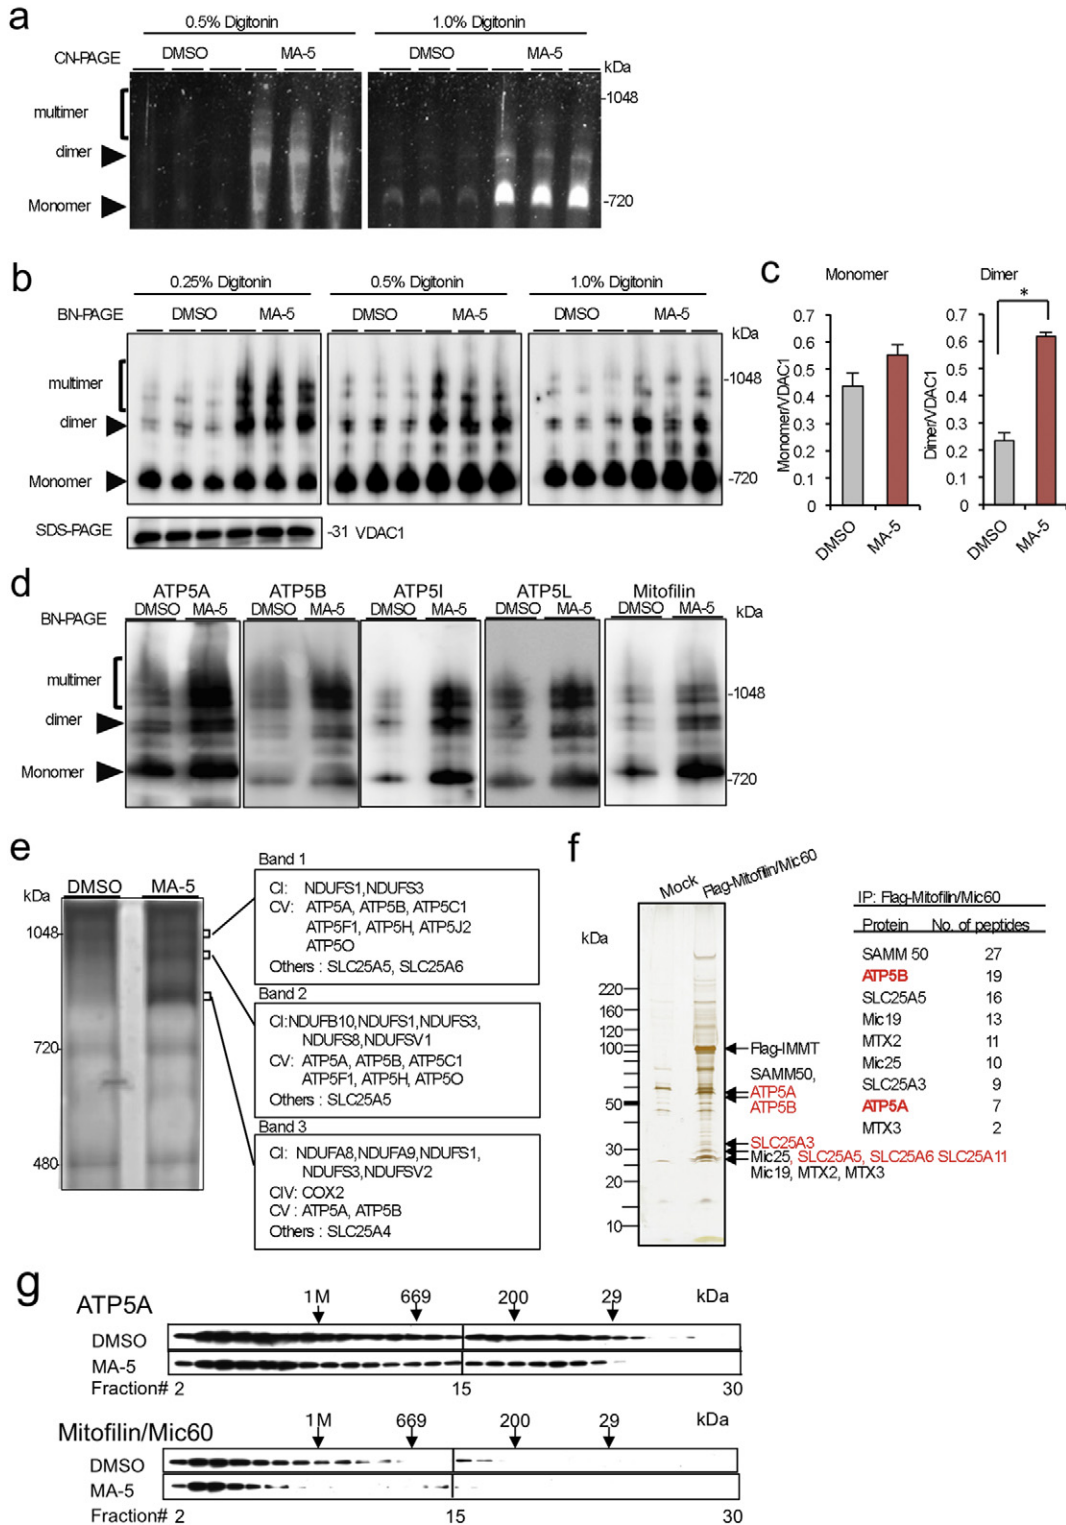 a
0.5% Digitonin 1.0% Digitonin
CN-PAGE DMSO MA-5 DMSO MA-5
kDa
multimer -1048
dimer
Monomer -720
b
0.25% Digitonin 0.5% Digitonin 1.0% Digitonin
BN-PAGE DMSO MA-5 DMSO MA-5 DMSO MA-5
kDa
multimer -1048
dimer
Monomer -720
SDS-PAGE -31 VDAC1
c
Monomer Dimer
*
Monomer/VDAC1
0.7
0.6
0.5
0.4
0.3
0.2
0.1
0
DMSO MA-5
Dimer/VDAC1
0.7
0.6
0.5
0.4
0.3
0.2
0.1
0
DMSO MA-5
d
ATP5A ATP5B ATP5I ATP5L Mitofilin
BN-PAGE DMSO MA-5 DMSO MA-5 DMSO MA-5 DMSO MA-5 DMSO MA-5
kDa
multimer -1048
dimer
Monomer -720
e
kDa DMSO MA-5
1048
720
480
Band 1
CI: NDUFS1,NDUFS3
CV: ATP5A, ATP5B, ATP5C1
ATP5F1, ATP5H, ATP5J2
ATP5O
Others : SLC25A5, SLC25A6
Band 2
CI:NDUFB10,NDUFS1,NDUFS3,
NDUFS8,NDUFSV1
CV: ATP5A, ATP5B, ATP5C1
ATP5F1, ATP5H, ATP5O
Others : SLC25A5
Band 3
CI: NDUFA8,NDUFA9,NDUFS1,
NDUFS3,NDUFSV2
CIV: COX2
CV : ATP5A, ATP5B
Others : SLC25A4
f
Mock Flag-Mitofilin/Mic60
kDa
220
160
120
100
50
30
20
10
Flag-IMMT
SAMM50,
ATP5A
ATP5B
SLC25A3
Mic25, SLC25A5, SLC25A6 SLC25A11
Mic19, MTX2, MTX3
IP: Flag-Mitofilin/Mic60
Protein No. of peptides
SAMM 50 27
ATP5B 19
SLC25A5 16
Mic19 13
MTX2 11
Mic25 10
SLC25A3 9
ATP5A 7
MTX3 2
g
ATP5A 1M 669 200 29 kDa
DMSO
MA-5
Fraction# 2 15 30
Mitofilin/Mic60 1M 669 200 29 kDa
DMSO
MA-5
Fraction# 2 15 30